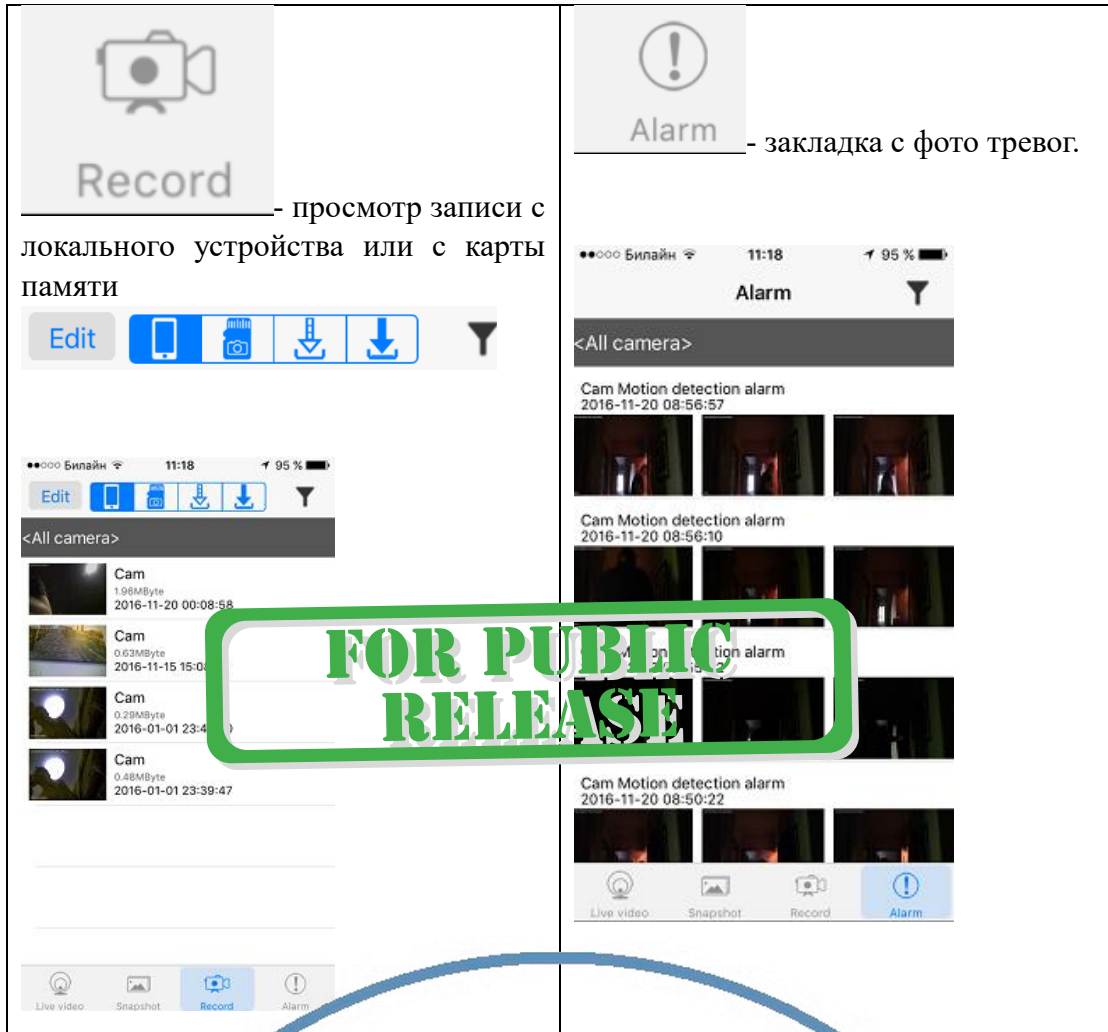 Record
- просмотр записи с
локального устройства или с карты
памяти
Edit
Билайн 11:18 95 %
Edit
<All camera>
Cam
1.96MByte
2016-11-20 00:08:58
Cam
0.63MByte
2016-11-15
Cam
0.29MByte
2016-01-01
Cam
0.48MByte
2016-01-01 23:39:47
Live video Snapshot Record Alarm
Alarm
- закладка с фото тревог.
Билайн 11:18 95 %
Alarm
<All camera>
Cam Motion detection alarm
2016-11-20 08:56:57
Cam Motion detection alarm
2016-11-20 08:56:10
alarm
Cam Motion detection alarm
2016-11-20 08:50:22
Live video Snapshot Record Alarm
FOR PUBLIC
RELEASE